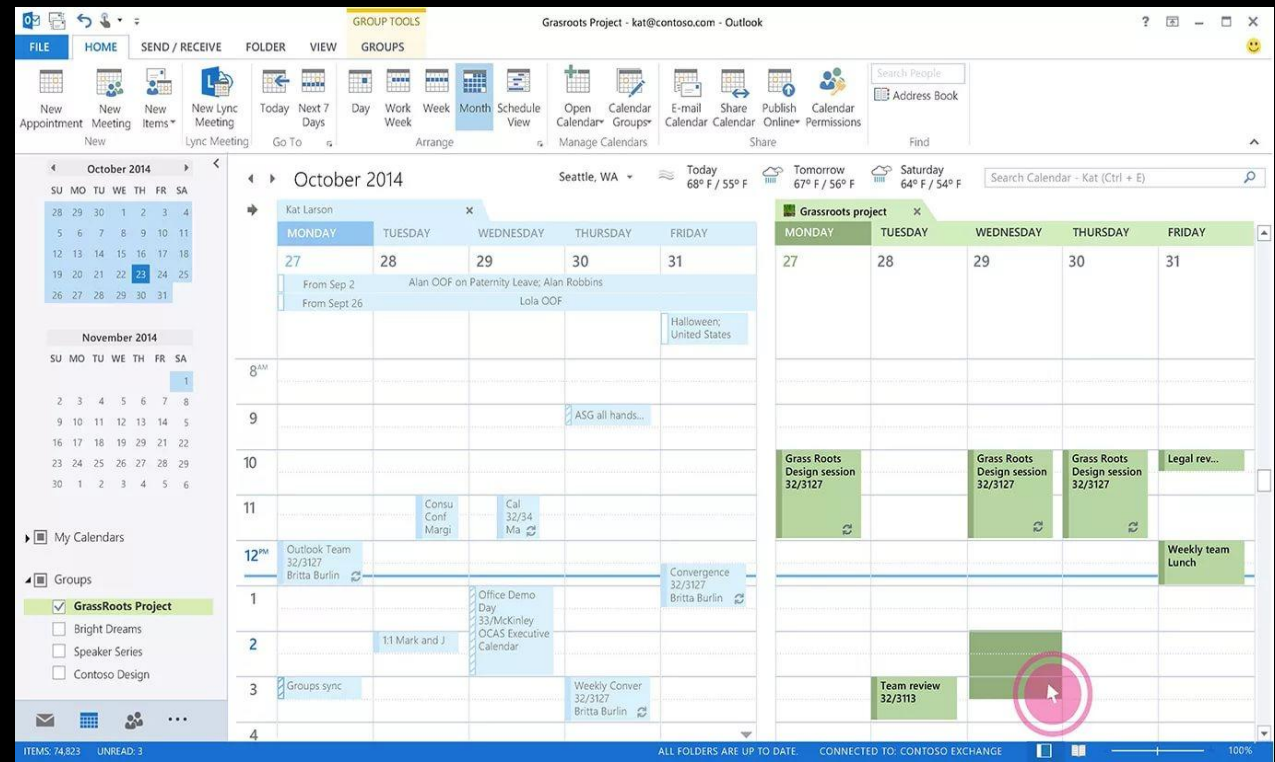 GROUP TOOLS
Grasroots Project - kat@contoso.com - Outlook
?
FILE HOME SEND / RECEIVE FOLDER VIEW GROUPS
New Appointment
New Meeting
New Items
New Lync Meeting
Today
Next 7 Days
Day
Work Week
Week
Month
Schedule View
Open Calendar
Calendar Groups
E-mail Calendar
Share Calendar
Publish Online
Calendar Permissions
Search People
Address Book
New
Lync Meeting
Go To
Arrange
Manage Calendars
Share
Find
October 2014
SU MO TU WE TH FR SA
28 29 30 1 2 3 4
5 6 7 8 9 10 11
12 13 14 15 16 17 18
19 20 21 22 23 24 25
26 27 28 29 30 31
November 2014
SU MO TU WE TH FR SA
1
2 3 4 5 6 7 8
9 10 11 12 13 14 5
16 17 18 19 29 21 22
23 24 25 26 27 28 29
30 1 2 3 4 5 6
My Calendars
Groups
GrassRoots Project
Bright Dreams
Speaker Series
Contoso Design
October 2014
Seattle, WA
Today
68° F / 55° F
Tomorrow
67° F / 56° F
Saturday
64° F / 54° F
Search Calendar - Kat (Ctrl + E)
Kat Larson
MONDAY TUESDAY WEDNESDAY THURSDAY FRIDAY
27 28 29 30 31
From Sep 2 Alan OOF on Paternity Leave; Alan Robbins
From Sept 26 Lola OOF
Halloween;
United States
8 AM
9
ASG all hands...
10
11
Consu
Conf
Margi
Cal
32/34
Ma
12 PM
Outlook Team
32/3127
Britta Burlin
Convergence
32/3127
Britta Burlin
1
Office Demo
Day
33/McKinley
OCAS Executive
Calendar
2
1:1 Mark and J
3
Groups sync
Weekly Conver
32/3127
Britta Burlin
4
Grassroots project
MONDAY TUESDAY WEDNESDAY THURSDAY FRIDAY
27 28 29 30 31
Grass Roots
Design session
32/3127
Grass Roots
Design session
32/3127
Grass Roots
Design session
32/3127
Legal rev...
Weekly team
Lunch
Team review
32/3113
ITEMS: 74,823 UNREAD: 3
ALL FOLDERS ARE UP TO DATE. CONNECTED TO: CONTOSO EXCHANGE
100%